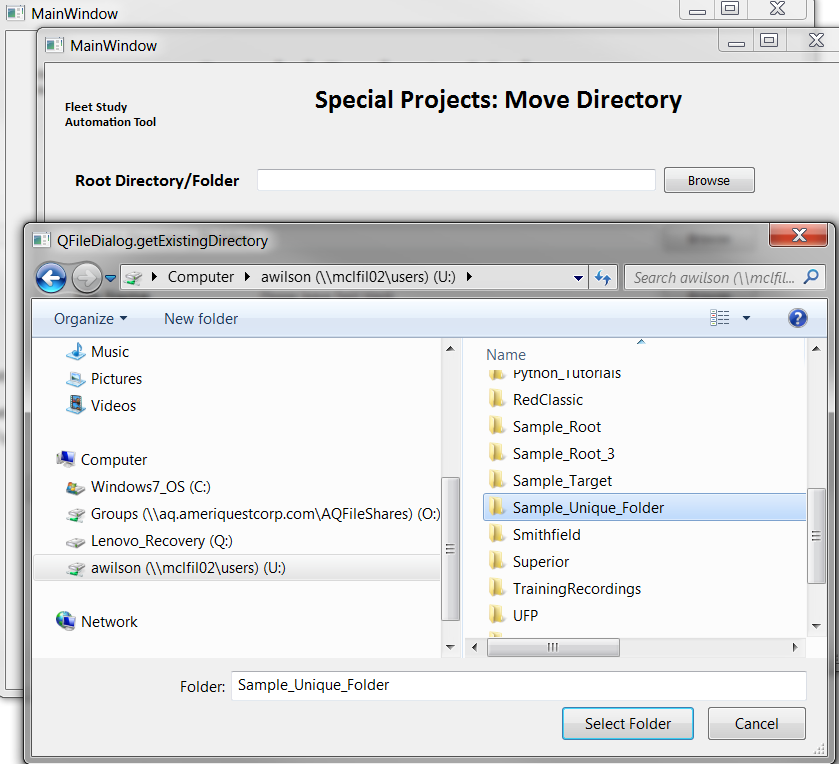 MainWindow
MainWindow
Fleet Study
Automation Tool
Special Projects: Move Directory
Root Directory/Folder
Browse
QFileDialog.getExistingDirectory
Computer awilson (\\mclfil02\users) (U:)
Search awilson (\\mclfil...
Organize New folder
Music
Pictures
Videos
Computer
Windows7_OS (C:)
Groups (\\aq.ameriquestcorp.com\AQFileShares) (O:)
Lenovo_Recovery (Q:)
awilson (\\mclfil02\users) (U:)
Network
Name
Python_Tutorials
RedClassic
Sample_Root
Sample_Root_3
Sample_Target
Sample_Unique_Folder
Smithfield
Superior
TrainingRecordings
UFP
Folder: Sample_Unique_Folder
Select Folder Cancel